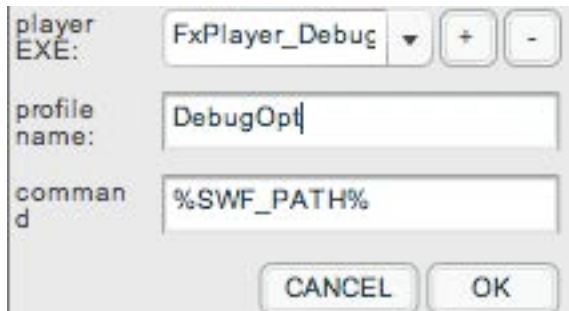 player
EXE:
FxPlayer_Debug
+
-
profile
name:
DebugOpt
comman
d
%SWF_PATH%
CANCEL
OK